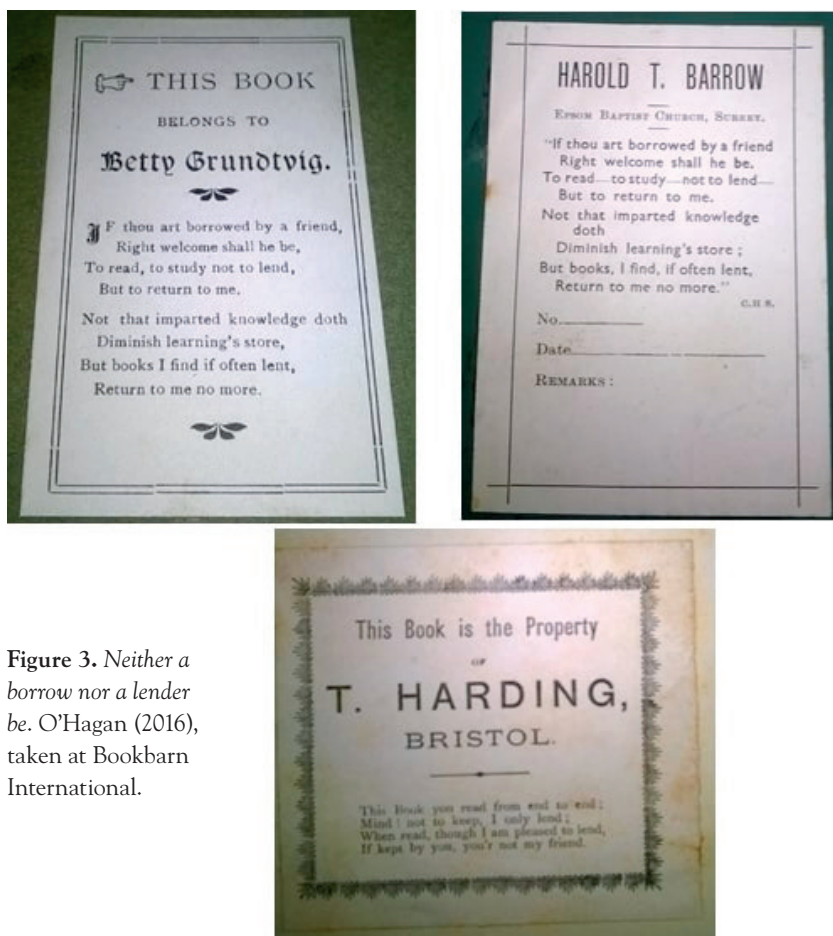 THIS BOOK
BELONGS TO
Betty Grundtvig.
IF thou art borrowed by a friend,
Right welcome shall he be,
To read, to study not to lend,
But to return to me.
Not that imparted knowledge doth
Diminish learning's store,
But books I find if often lent,
Return to me no more.
HAROLD T. BARROW
EPSOM BAPTIST CHURCH, SURREY.
"If thou art borrowed by a friend
Right welcome shall he be.
To read—to study—not to lend—
But to return to me.
Not that imparted knowledge
doth
Diminish learning's store ;
But books, I find, if often lent,
Return to me no more."
C.H S.
No.
Date
REMARKS :
This Book is the Property
OF
T. HARDING,
BRISTOL.
This Book you read from end to end ;
Mind ! not to keep, I only lend ;
When read, though I am pleased to lend,
If kept by you, you'r not my friend.
Figure 3. Neither a
borrow nor a lender
be. O'Hagan (2016),
taken at Bookbarn
International.